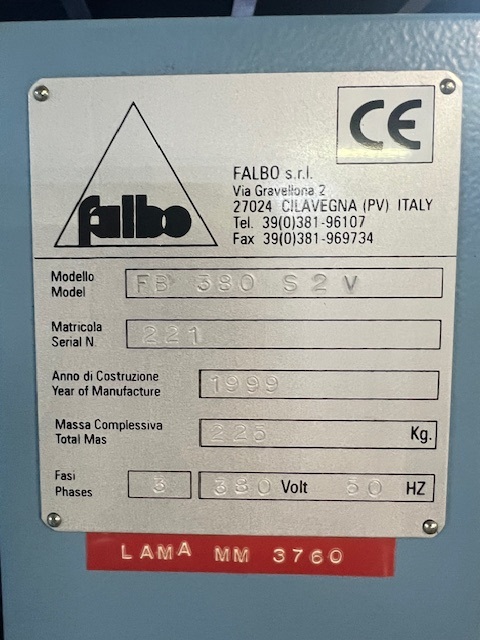 falbo
CE
FALBO s.r.l.
Via Gravellona 2
27024 CILAVEGNA (PV) ITALY
Tel. 39(0)381-96107
Fax 39(0)381-969734
Modello
Model
FB 380 S2V
Matricola
Serial N.
221
Anno di Costruzione
Year of Manufacture
1999
Massa Complessiva
Total Mas
225 Kg.
Fasi
Phases
3 380 Volt 50 HZ
LAMA MM 3760